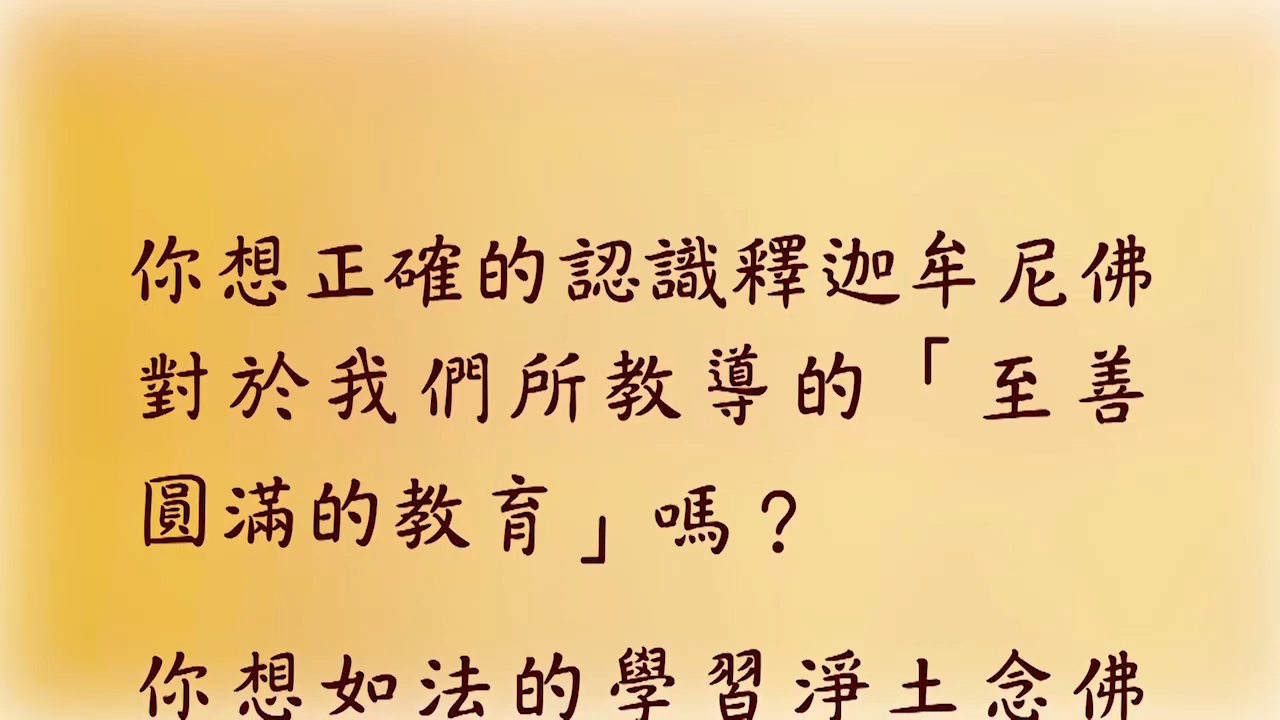 你想正確的認識釋迦牟尼佛
對於我們所教導的「至善
圓滿的教育」嗎？
你想如法的學習淨土念佛